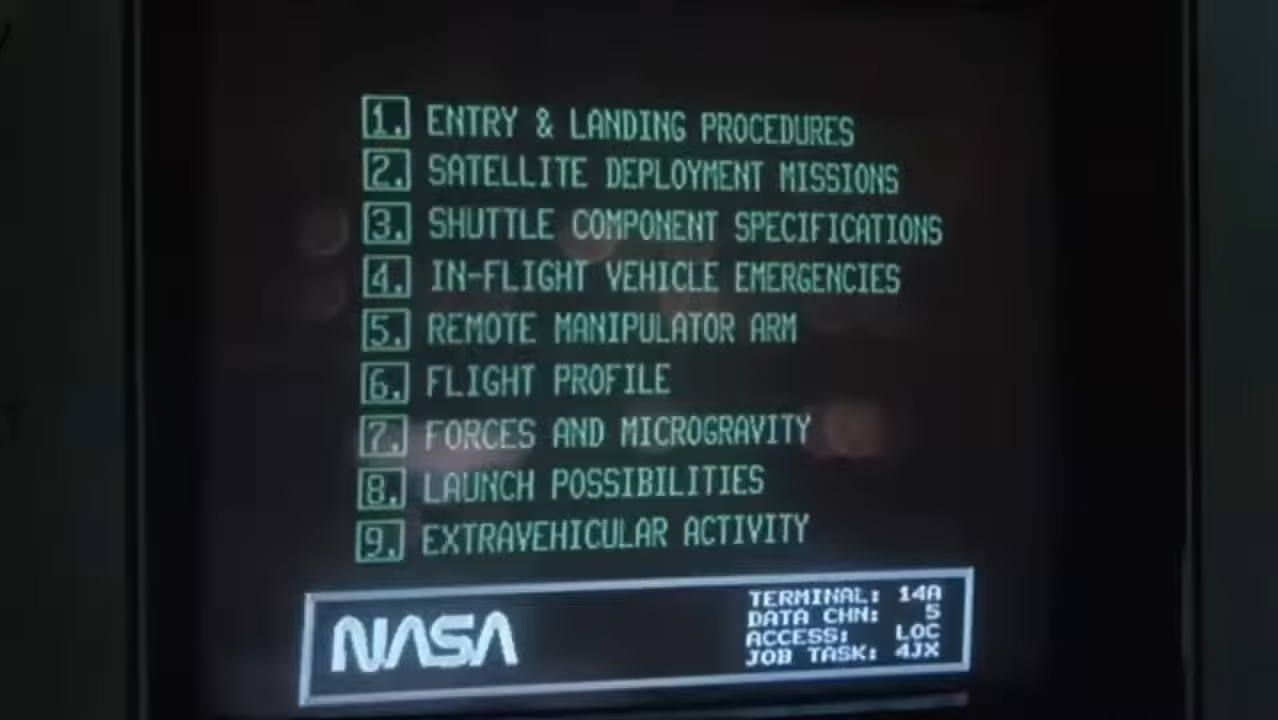 1. ENTRY & LANDING PROCEDURES
2. SATELLITE DEPLOYMENT MISSIONS
3. SHUTTLE COMPONENT SPECIFICATIONS
4. IN-FLIGHT VEHICLE EMERGENCIES
5. REMOTE MANIPULATOR ARM
6. FLIGHT PROFILE
7. FORCES AND MICROGRAVITY
8. LAUNCH POSSIBILITIES
9. EXTRAVEHICULAR ACTIVITY
NASA
TERMINAL: 14A
DATA CHN: 5
ACCESS: LOC
JOB TASK: 4JX